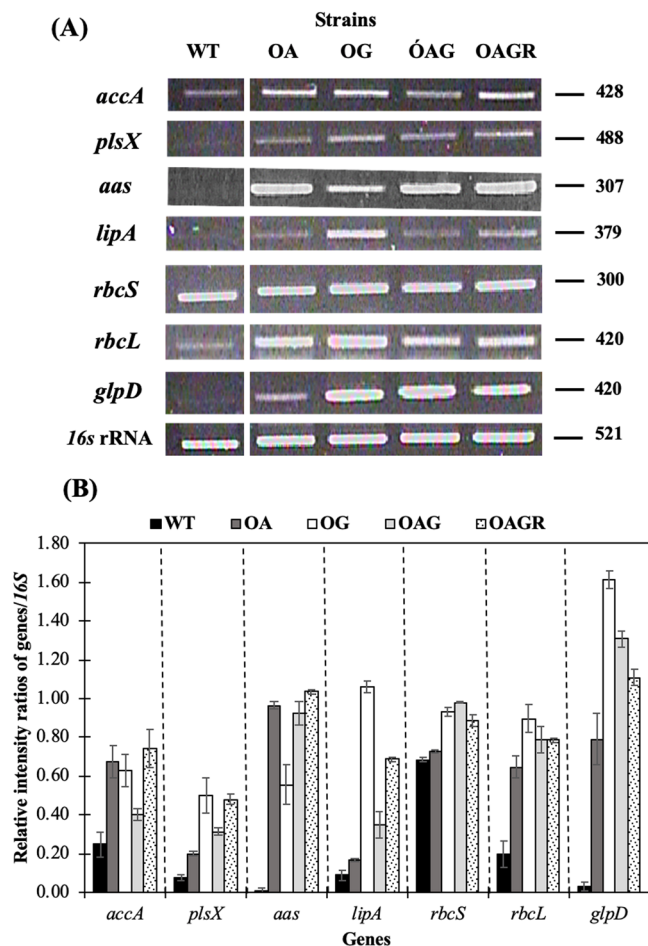 Strains
(A)
WT OA OG ÓAG OAGR
accA 428
plsX 488
aas 307
lipA 379
rbcS 300
rbcL 420
glpD 420
16s rRNA 521
(B)
WT OA OG OAG OAGR
Relative intensity ratios of genes/16S
1.80
1.60
1.40
1.20
1.00
0.80
0.60
0.40
0.20
0.00
accA plsX aas lipA rbcS rbcL glpD
Genes